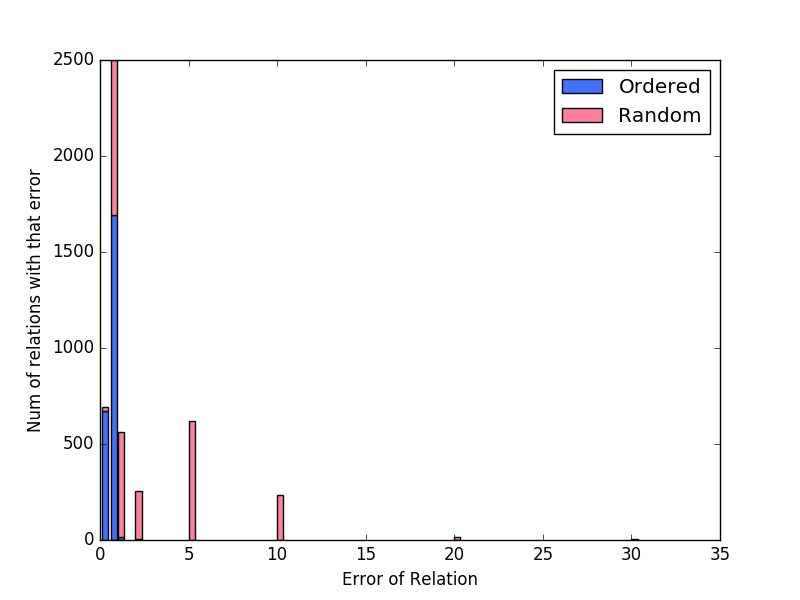 2500
2000
1500
1000
500
0
Num of relations with that error
Ordered
Random
0 5 10 15 20 25 30 35
Error of Relation